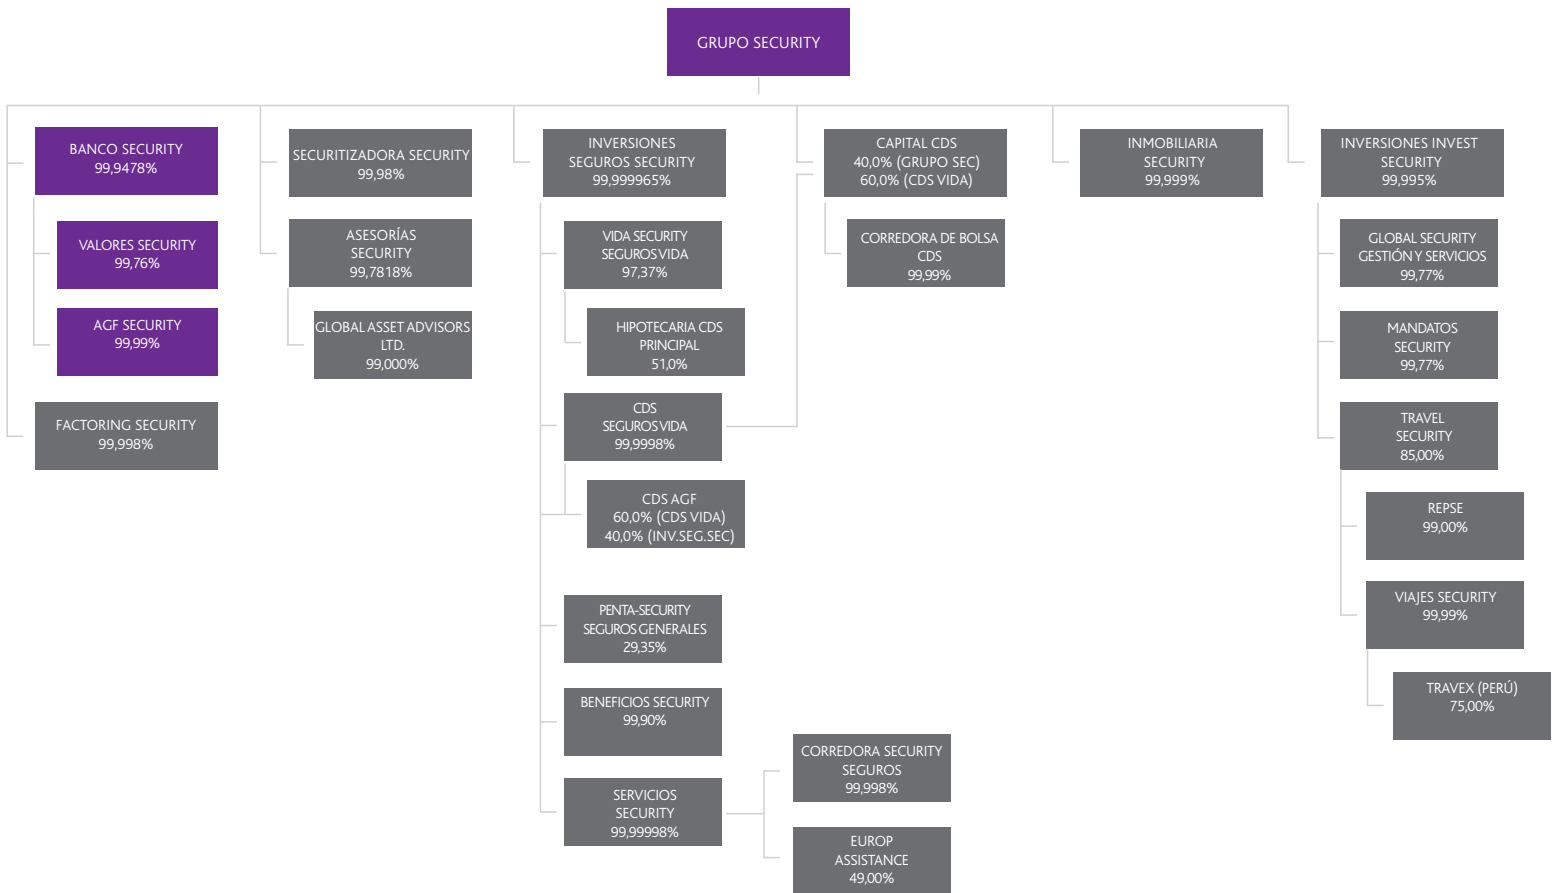 GRUPO SECURITY
BANCO SECURITY
99,9478%
VALORES SECURITY
99,76%
AGF SECURITY
99,99%
FACTORING SECURITY
99,998%
SECURITIZADORA SECURITY
99,98%
ASESORÍAS
SECURITY
99,7818%
GLOBAL ASSET ADVISORS
LTD.
99,000%
INVERSIONES
SEGUROS SECURITY
99,999965%
VIDA SECURITY
SEGUROS VIDA
97,37%
HIPOTECARIA CDS
PRINCIPAL
51,0%
CDS
SEGUROS VIDA
99,9998%
CDS AGF
60,0% (CDS VIDA)
40,0% (INV.SEG.SEC)
PENTA-SECURITY
SEGUROS GENERALES
29,35%
BENEFICIOS SECURITY
99,90%
SERVICIOS
SECURITY
99,99998%
CORREDORA SECURITY
SEGUROS
99,998%
EUROP
ASSISTANCE
49,00%
CAPITAL CDS
40,0% (GRUPO SEC)
60,0% (CDS VIDA)
CORREDORA DE BOLSA
CDS
99,99%
INMOBILIARIA
SECURITY
99,999%
INVERSIONES INVEST
SECURITY
99,995%
GLOBAL SECURITY
GESTIÓN Y SERVICIOS
99,77%
MANDATOS
SECURITY
99,77%
TRAVEL
SECURITY
85,00%
REPSE
99,00%
VIAJES SECURITY
99,99%
TRAVEX (PERÚ)
75,00%